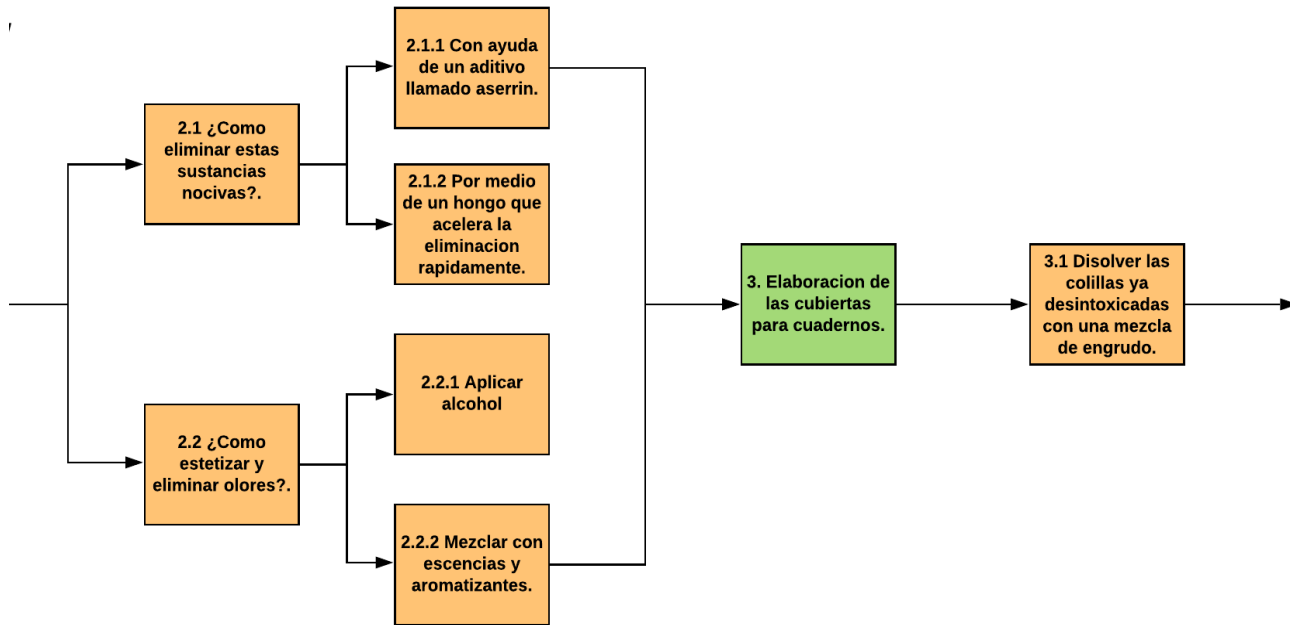 2.1 ¿Como
eliminar estas
sustancias
nocivas?.
2.1.1 Con ayuda
de un aditivo
llamado aserrin.
2.1.2 Por medio
de un hongo que
acelera la
eliminacion
rapidamente.
2.2 ¿Como
estetizar y
eliminar olores?.
2.2.1 Aplicar
alcohol
2.2.2 Mezclar con
escencias y
aromatizantes.
3. Elaboracion de
las cubiertas
para cuadernos.
3.1 Disolver las
colillas ya
desintoxicadas
con una mezcla
de engrudo.